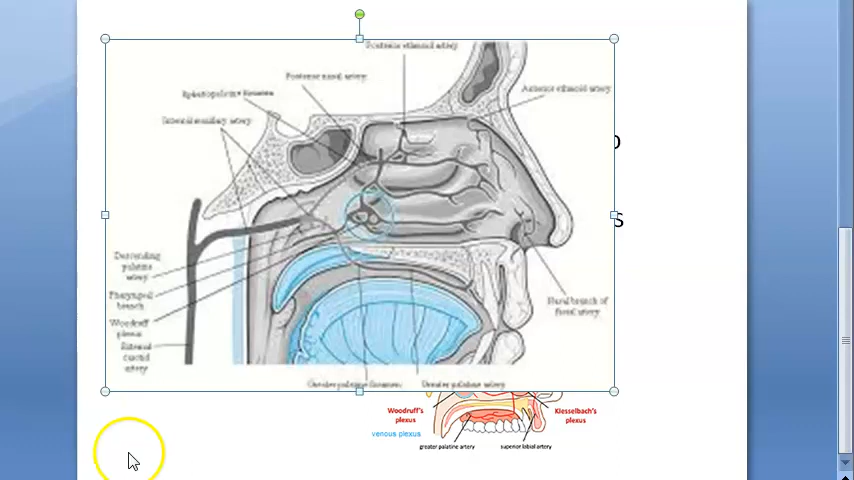 Posterior ethmoid artery
Posterior nasal artery
Sphenopalatine foramen
Anterior ethmoid artery
Internal maxillary artery
o
s
Descending
palatine
artery
Pharyngeal
branch
Woodruff
plexus
External
carotid
artery
Nasal branch of
facial artery
Greater palatine foramen
Greater palatine artery
Woodruff's
plexus
Kiesselbach's
plexus
venous plexus
greater palatine artery
superior labial artery